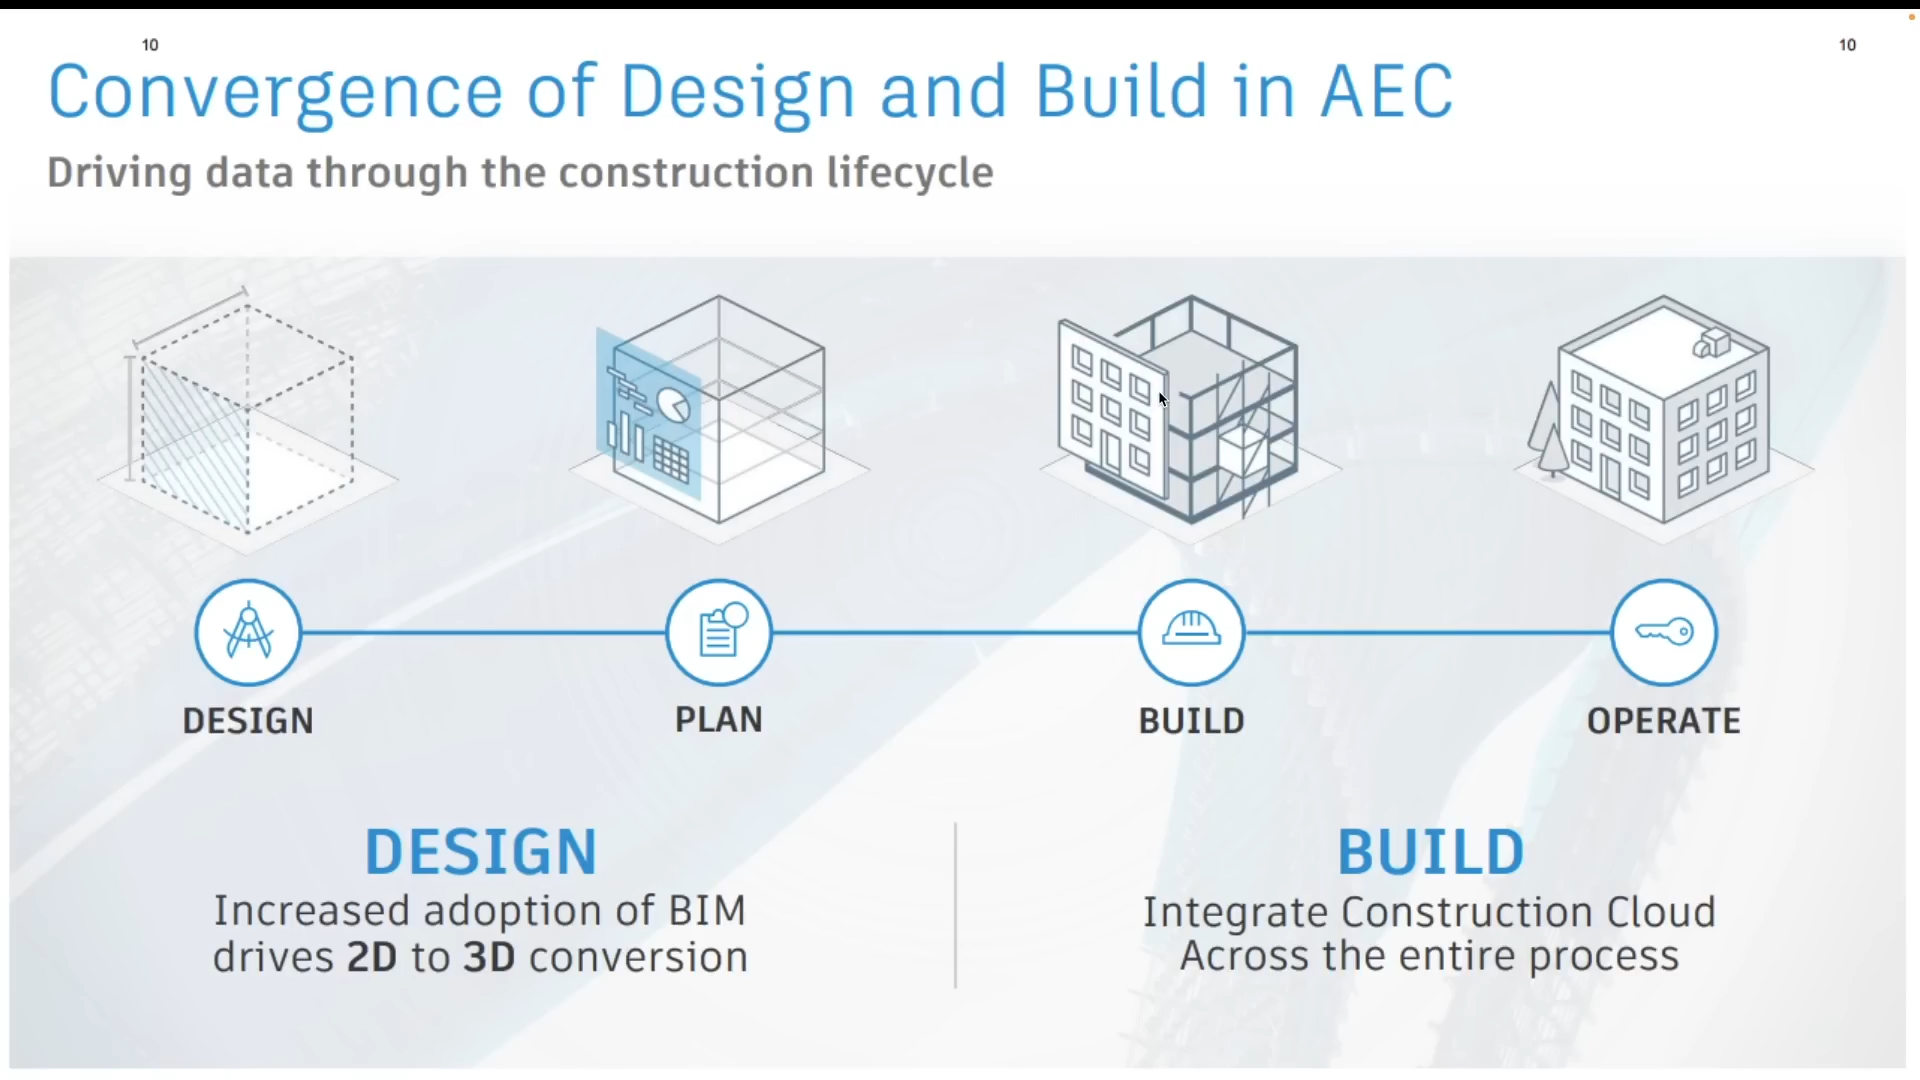 10
10
Convergence of Design and Build in AEC
Driving data through the construction lifecycle
DESIGN
PLAN
BUILD
OPERATE
DESIGN
Increased adoption of BIM
drives 2D to 3D conversion
BUILD
Integrate Construction Cloud
Across the entire process